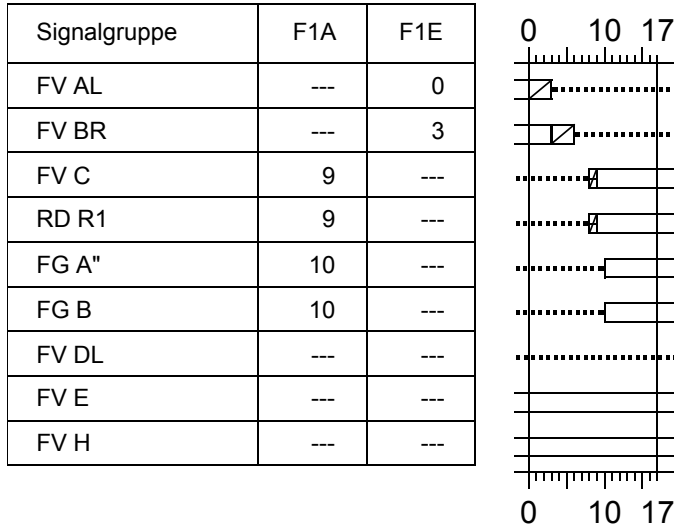 Signalgruppe F1A F1E 0 10 17
FV AL --- 0
FV BR --- 3
FV C 9 ---
RD R1 9 ---
FG A" 10 ---
FG B 10 ---
FV DL --- ---
FV E --- ---
FV H --- ---
0 10 17